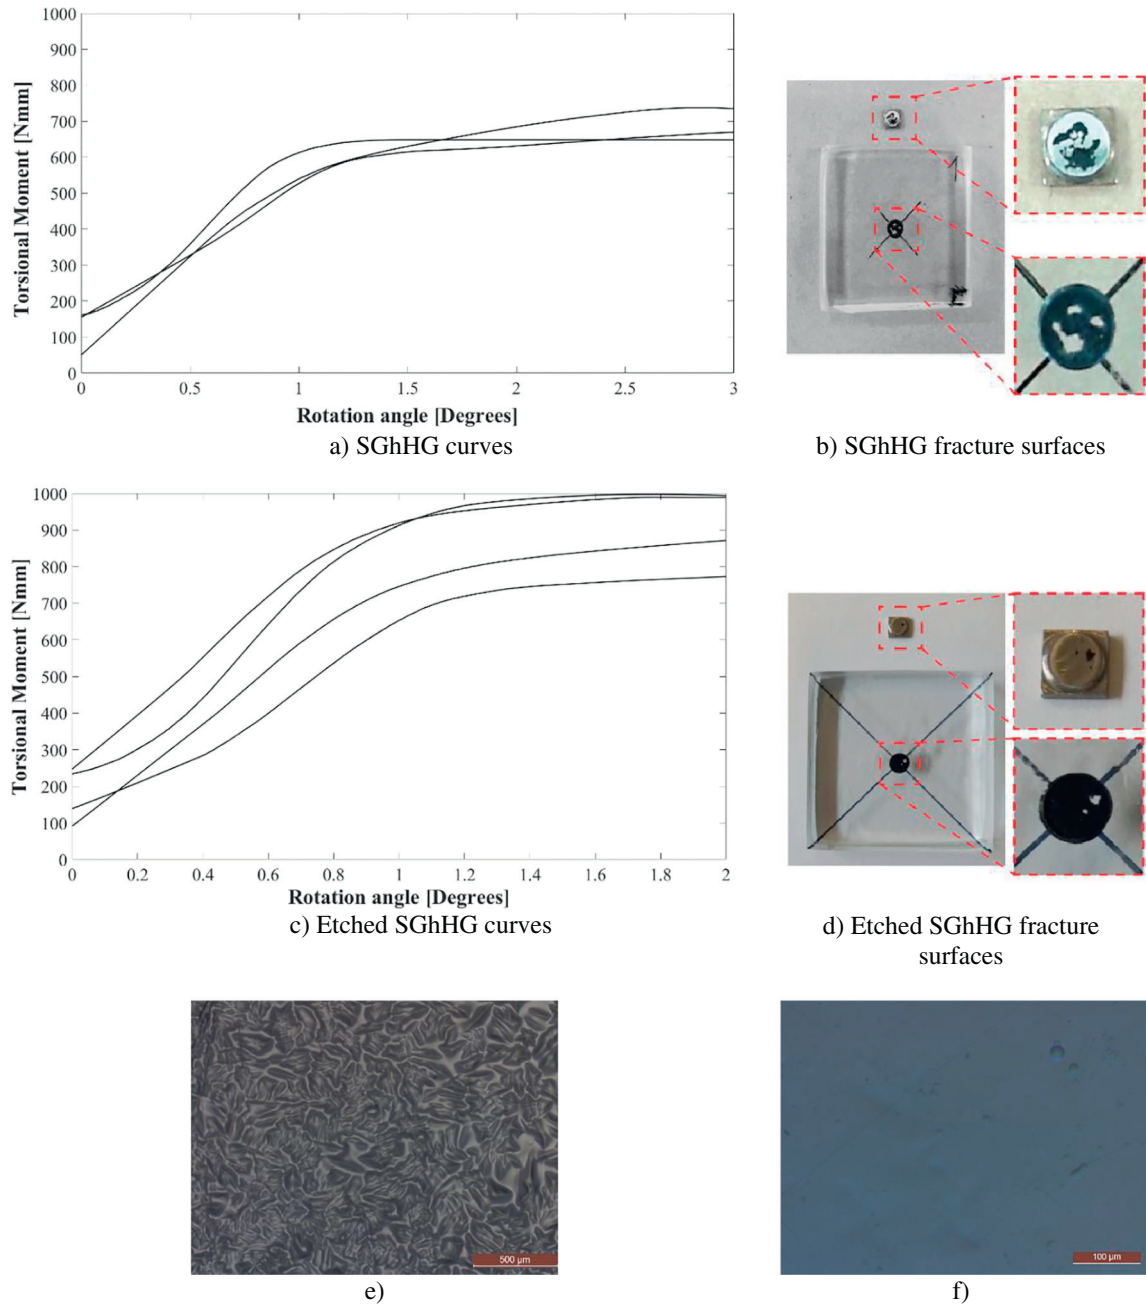 1000
900
800
700
600
500
400
300
200
100
0
Torsional Moment [Nmm]
0 0.5 1 1.5 2 2.5 3
Rotation angle [Degrees]
a) SGhHG curves
b) SGhHG fracture surfaces
1000
900
800
700
600
500
400
300
200
100
0
Torsional Moment [Nmm]
0 0.2 0.4 0.6 0.8 1 1.2 1.4 1.6 1.8 2
Rotation angle [Degrees]
c) Etched SGhHG curves
d) Etched SGhHG fracture
surfaces
500 µm
100 µm
e)
f)